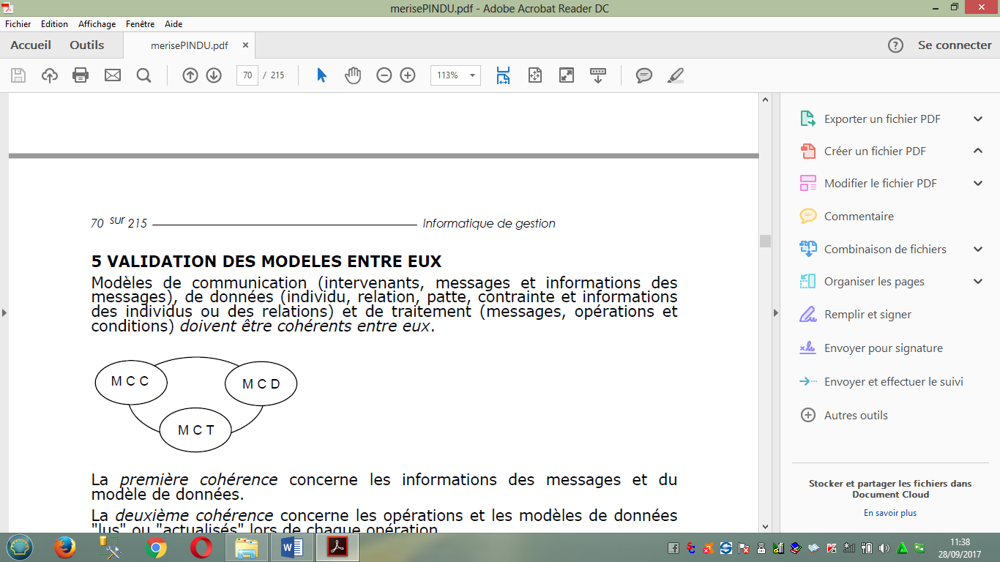 merisePINDU.pdf - Adobe Acrobat Reader DC
Fichier Edition Affichage Fenêtre Aide
Accueil Outils merisePINDU.pdf × ? Se connecter
70 / 215 113%
70 sur 215 Informatique de gestion
5 VALIDATION DES MODELES ENTRE EUX
Modèles de communication (intervenants, messages et informations des
messages), de données (individu, relation, patte, contrainte et informations
des individus ou des relations) et de traitement (messages, opérations et
conditions) doivent être cohérents entre eux.
M C C
M C D
M C T
La première cohérence concerne les informations des messages et du
modèle de données.
La deuxième cohérence concerne les opérations et les modèles de données
"lus" ou "actualisés" lors de chaque opération
Exporter un fichier PDF
Créer un fichier PDF
Modifier le fichier PDF
Commentaire
Combinaison de fichiers
Organiser les pages
Remplir et signer
Envoyer pour signature
Envoyer et effectuer le suivi
Autres outils
Stocker et partager les fichiers dans
Document Cloud
En savoir plus
11:38
28/09/2017